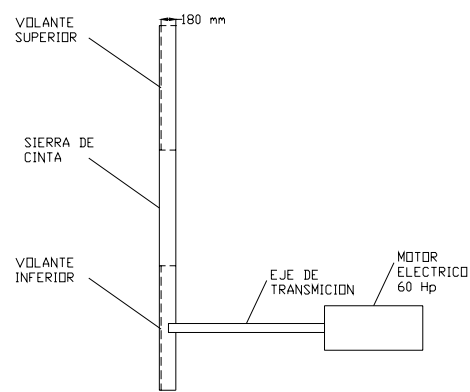 VOLANTE
SUPERIOR
180 mm
SIERRA DE
CINTA
VOLANTE
INFERIOR
EJE DE
TRANSMICION
MOTOR
ELECTRICO
60 Hp